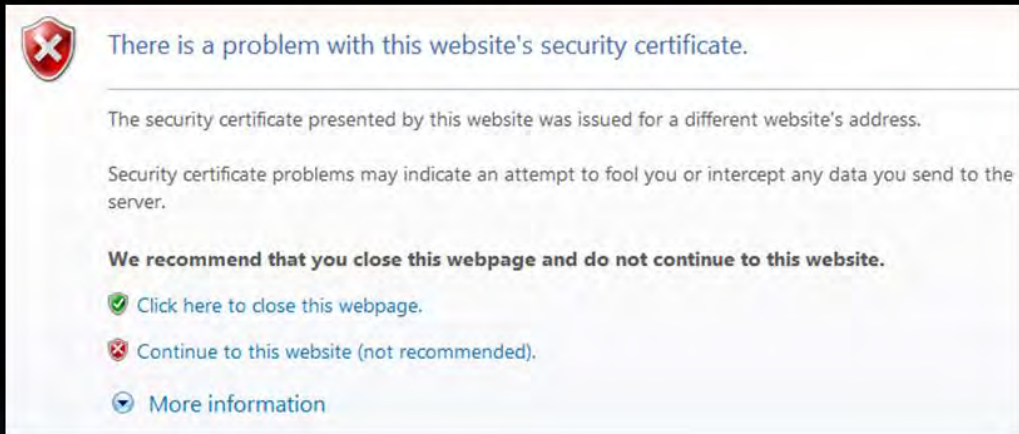 There is a problem with this website's security certificate.
The security certificate presented by this website was issued for a different website's address.
Security certificate problems may indicate an attempt to fool you or intercept any data you send to the
server.
We recommend that you close this webpage and do not continue to this website.
Click here to close this webpage.
Continue to this website (not recommended).
More information